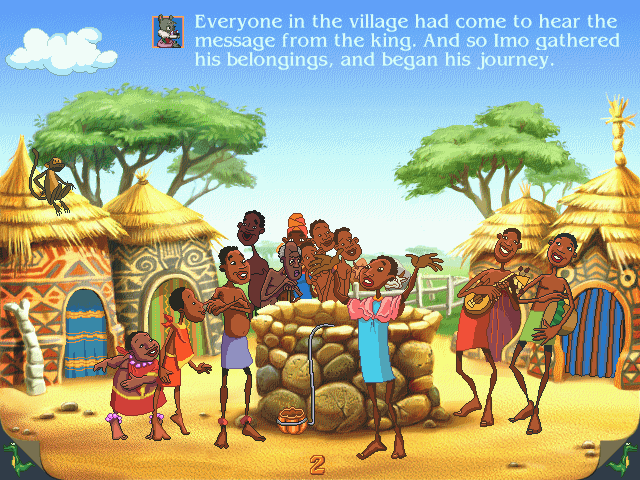 Everyone in the village had come to hear the
message from the king. And so Imo gathered
his belongings, and began his journey.
2